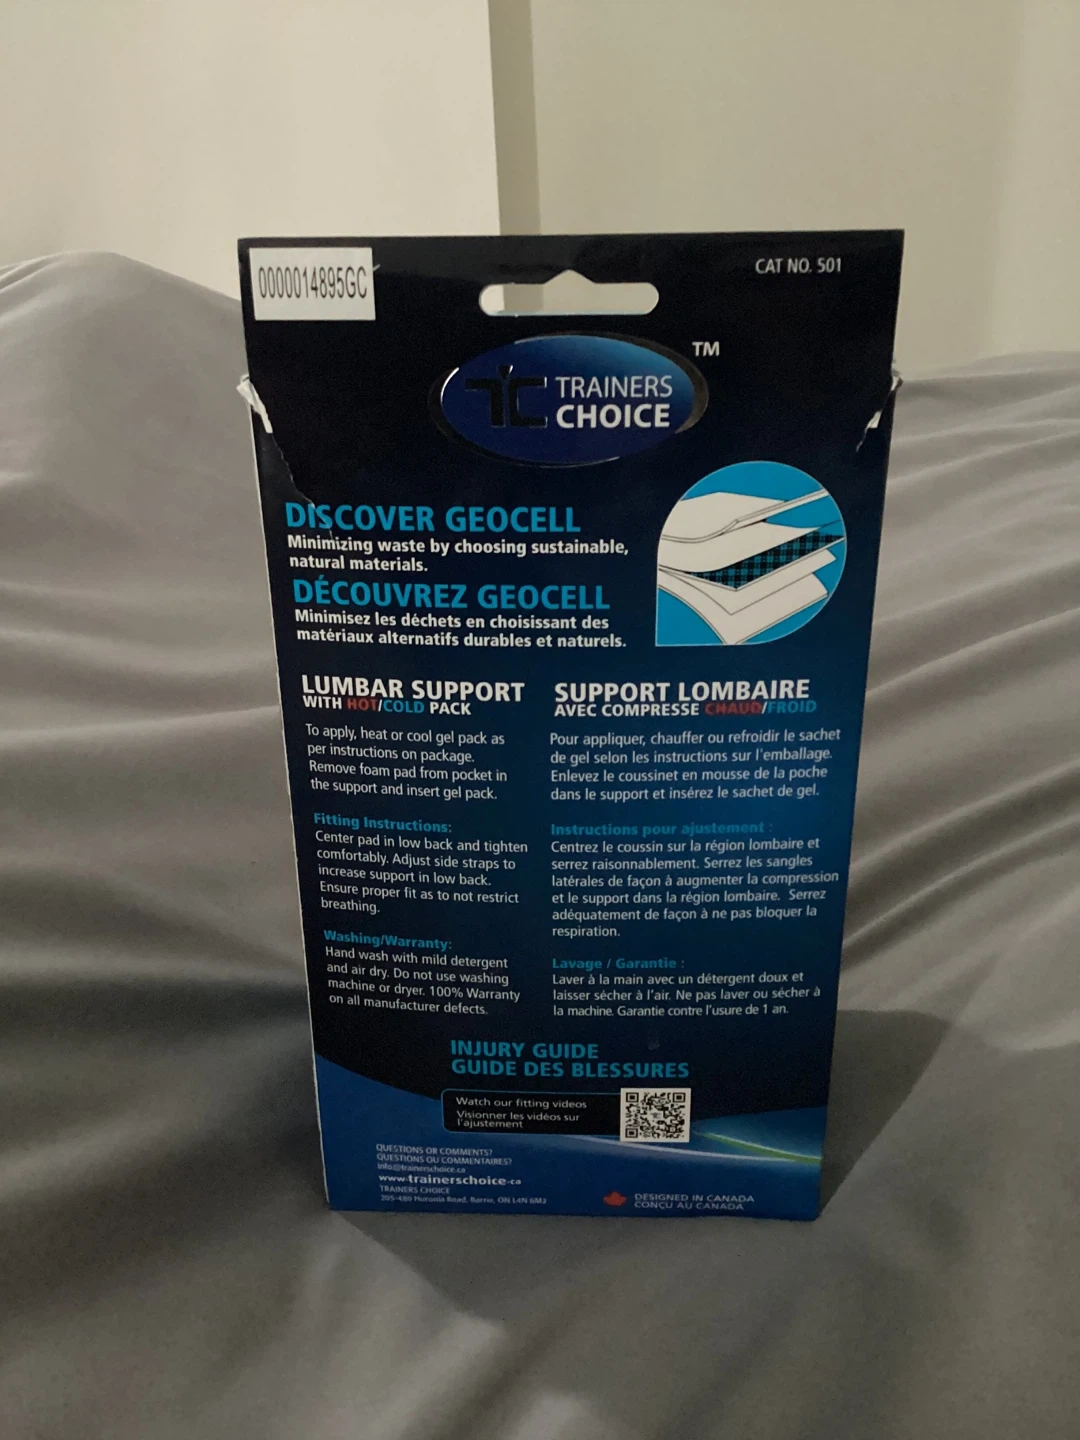 0000014895GC
CAT NO. 501
TC TRAINERS
CHOICE
TM
DISCOVER GEOCELL
Minimizing waste by choosing sustainable,
natural materials.
DÉCOUVREZ GEOCELL
Minimisez les déchets en choisissant des
matériaux alternatifs durables et naturels.
LUMBAR SUPPORT
WITH HOT/COLD PACK
To apply, heat or cool gel pack as
per instructions on package.
Remove foam pad from pocket in
the support and insert gel pack.
Fitting Instructions:
Center pad in low back and tighten
comfortably. Adjust side straps to
increase support in low back.
Ensure proper fit as to not restrict
breathing.
Washing/Warranty:
Hand wash with mild detergent
and air dry. Do not use washing
machine or dryer. 100% Warranty
on all manufacturer defects.
SUPPORT LOMBAIRE
AVEC COMPRESSE CHAUD/FROID
Pour appliquer, chauffer ou refroidir le sachet
de gel selon les instructions sur l'emballage.
Enlevez le coussinet en mousse de la poche
dans le support et insérez le sachet de gel.
Instructions pour ajustement :
Centrez le coussin sur la région lombaire et
serrez raisonnablement. Serrez les sangles
latérales de façon à augmenter la compression
et le support dans la région lombaire. Serrez
adéquatement de façon à ne pas bloquer la
respiration.
Lavage / Garantie :
Laver à la main avec un détergent doux et
laisser sécher à l'air. Ne pas laver ou sécher à
la machine. Garantie contre l'usure de 1 an.
INJURY GUIDE
GUIDE DES BLESSURES
Watch our fitting videos
Visionner les vidéos sur
l'ajustement
QUESTIONS OR COMMENTS?
QUESTIONS OU COMMENTAIRES?
info@trainerschoice.ca
www.trainerschoice.ca
TRAINERS CHOICE
205-480 Huronia Road, Barrie, ON L4N 6M2
DESIGNED IN CANADA
CONÇU AU CANADA